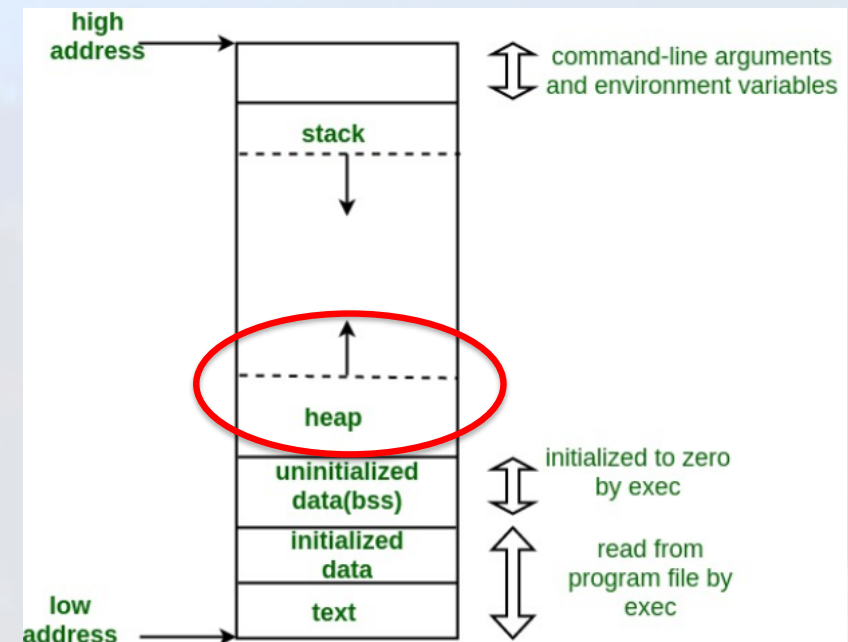 high
address
command-line arguments
and environment variables
stack
heap
uninitialized
data(bss)
initialized to zero
by exec
initialized
data
read from
program file by
exec
text
low
address